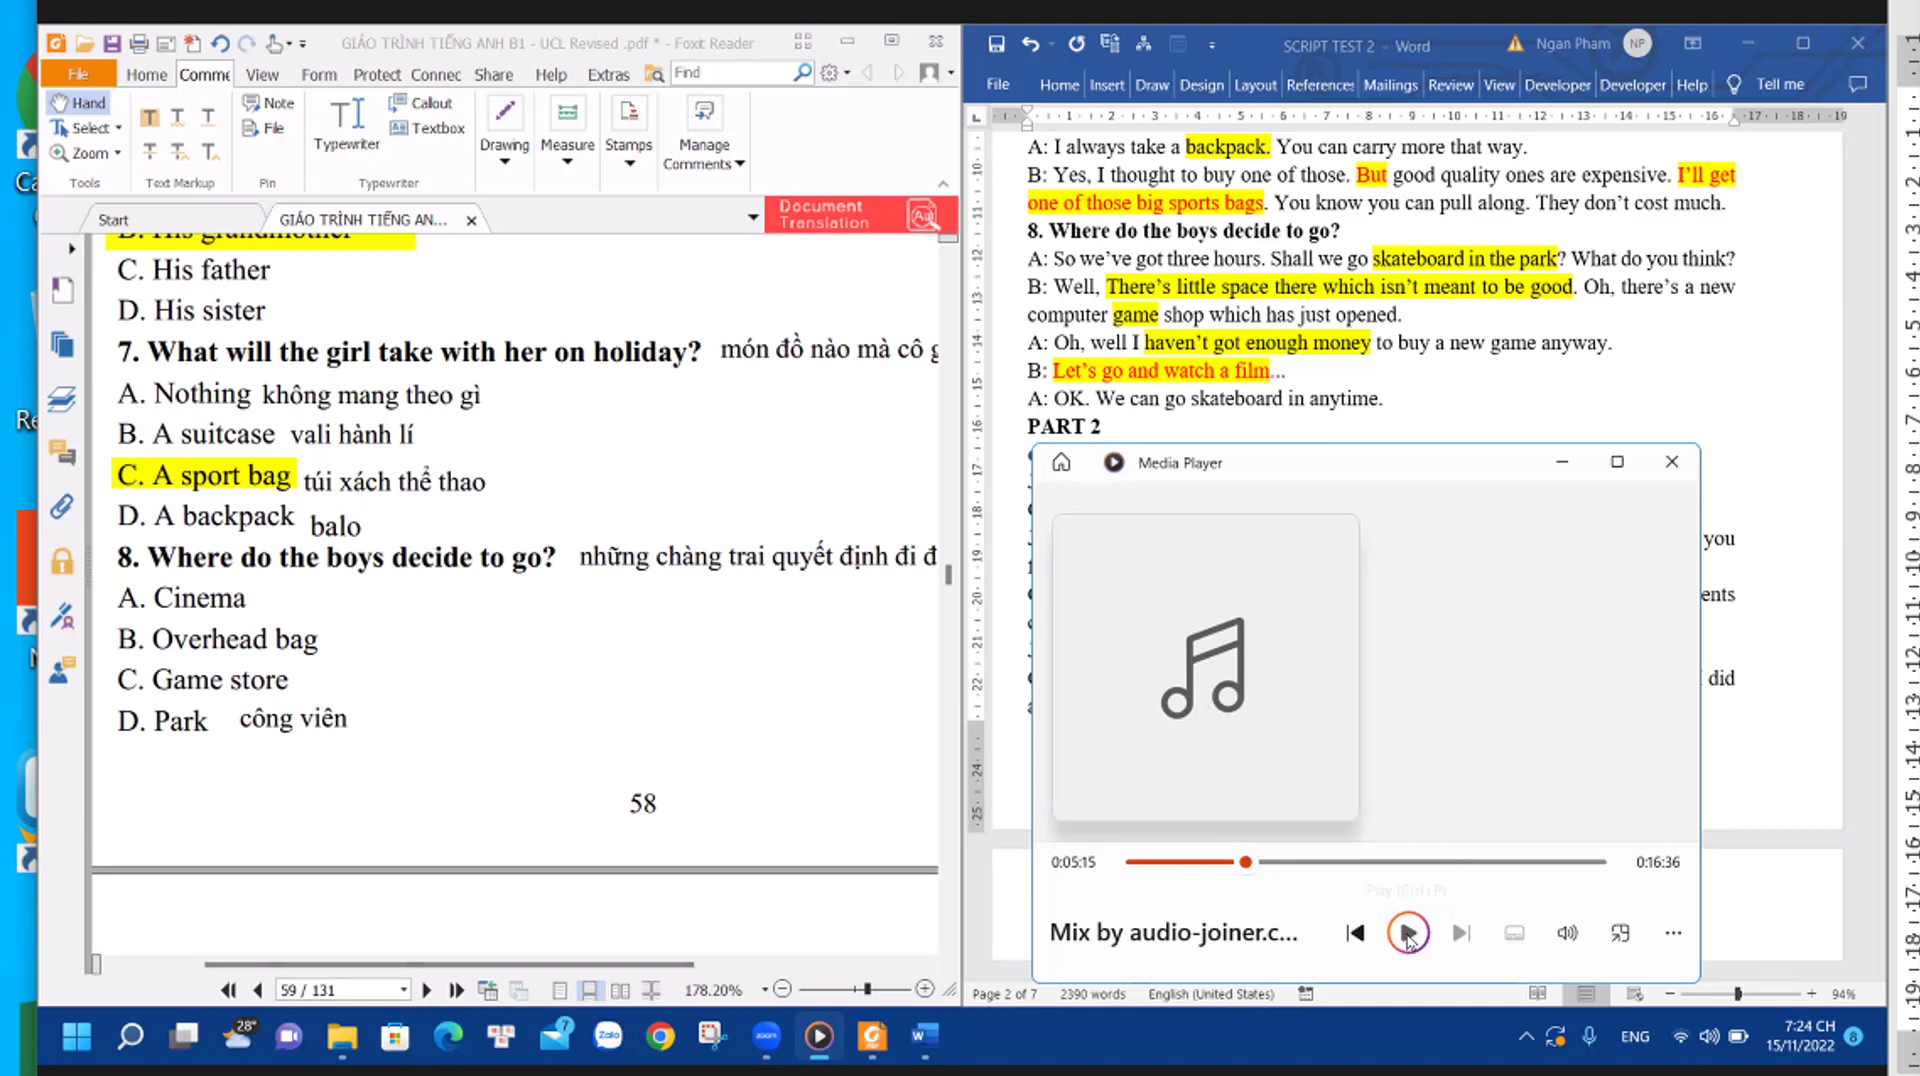 GIÁO TRÌNH TIẾNG ANH B1 - UCL Revised .pdf * - Foxit Reader
File Home Comme View Form Protect Connec Share Help Extras Find
Hand
Select
Zoom
Tools
Text Markup
Note
File
Pin
Typewriter
Callout
Textbox
Typewriter
Drawing
Measure
Stamps
Manage
Comments
Start
GIÁO TRÌNH TIẾNG AN...
Document
Translation
B. His grandmother
C. His father
D. His sister
7. What will the girl take with her on holiday? món đồ nào mà cô g
A. Nothing không mang theo gì
B. A suitcase vali hành lí
C. A sport bag túi xách thể thao
D. A backpack balo
8. Where do the boys decide to go? những chàng trai quyết định đi đ
A. Cinema
B. Overhead bag
C. Game store
D. Park công viên
58
59 / 131
178.20%
SCRIPT TEST 2 - Word
Ngan Pham NP
File Home Insert Draw Design Layout References Mailings Review View Developer Developer Help Tell me
A: I always take a backpack. You can carry more that way.
B: Yes, I thought to buy one of those. But good quality ones are expensive. I'll get
one of those big sports bags. You know you can pull along. They don't cost much.
8. Where do the boys decide to go?
A: So we've got three hours. Shall we go skateboard in the park? What do you think?
B: Well, There's little space there which isn't meant to be good. Oh, there's a new
computer game shop which has just opened.
A: Oh, well I haven't got enough money to buy a new game anyway.
B: Let's go and watch a film...
A: OK. We can go skateboard in anytime.
PART 2
you
ents
did
Media Player
0:05:15
0:16:36
Play (Ctrl+P)
Mix by audio-joiner.c...
Page 2 of 7 2390 words English (United States)
94%
28°
7
Zalo
zoom
ENG
7:24 CH
15/11/2022
8